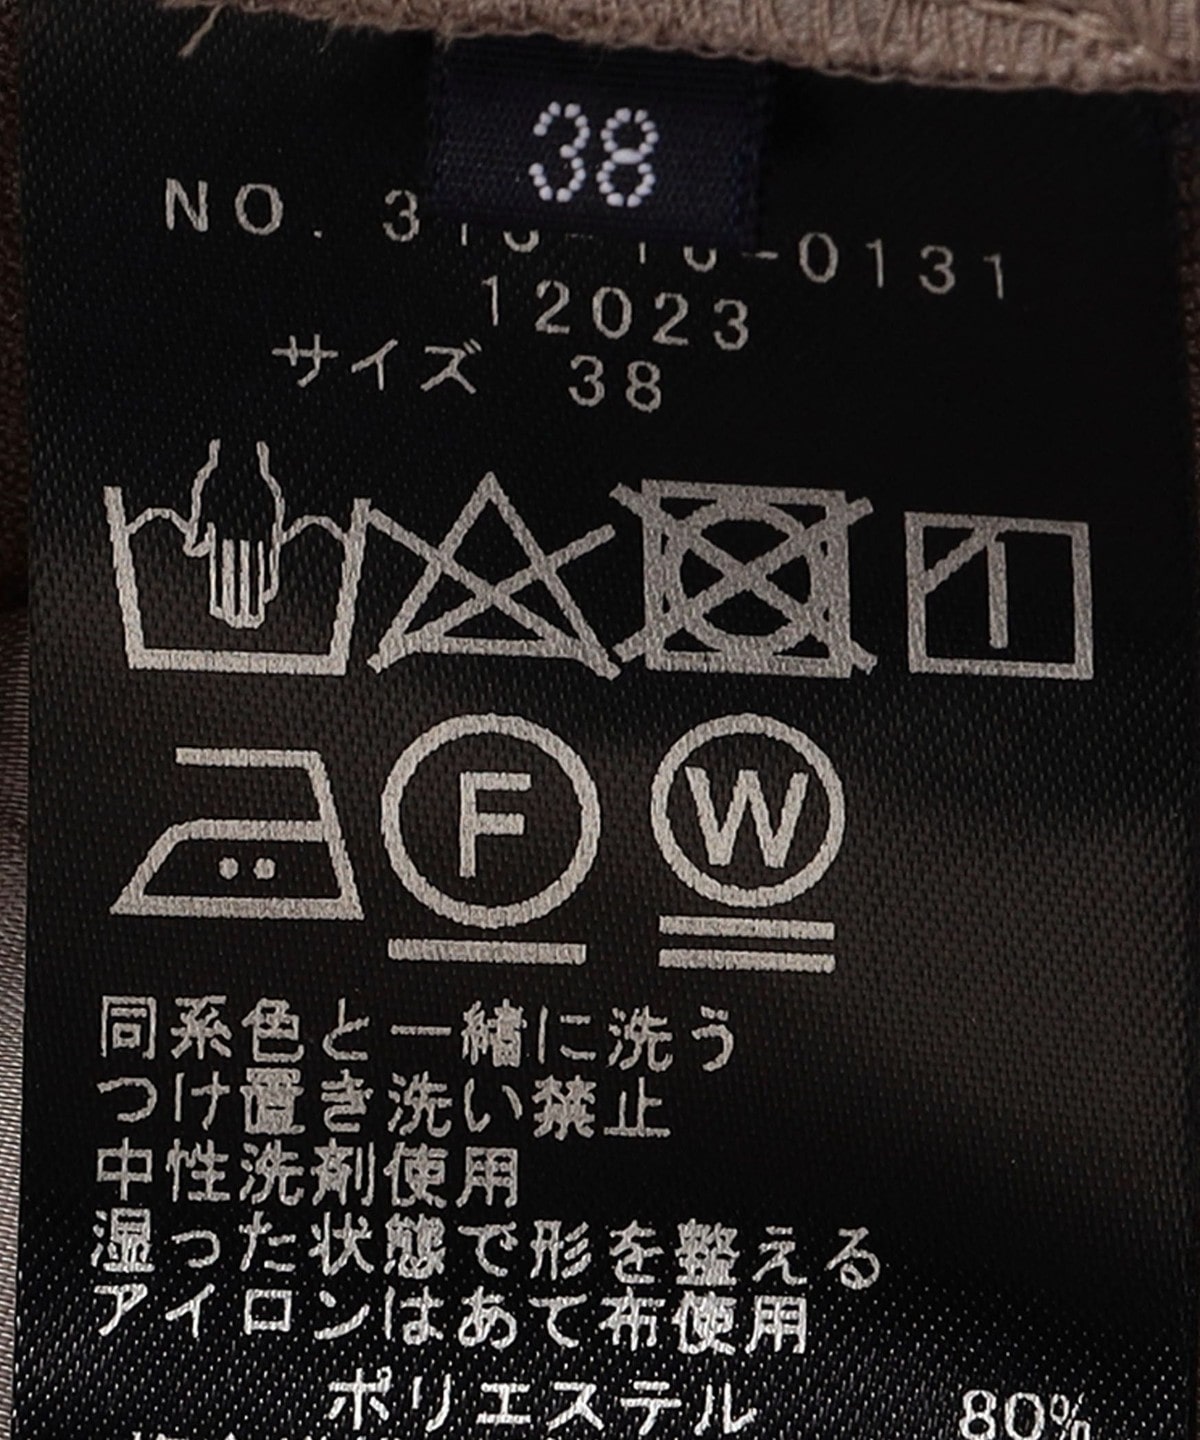 38
NO. 310-10-0131
12023
サイズ 38
F
W
同系色と一緒に洗う
つけ置き洗い禁止
中性洗剤使用
湿った状態で形を整える
アイロンはあて布使用
ポリエステル 80%